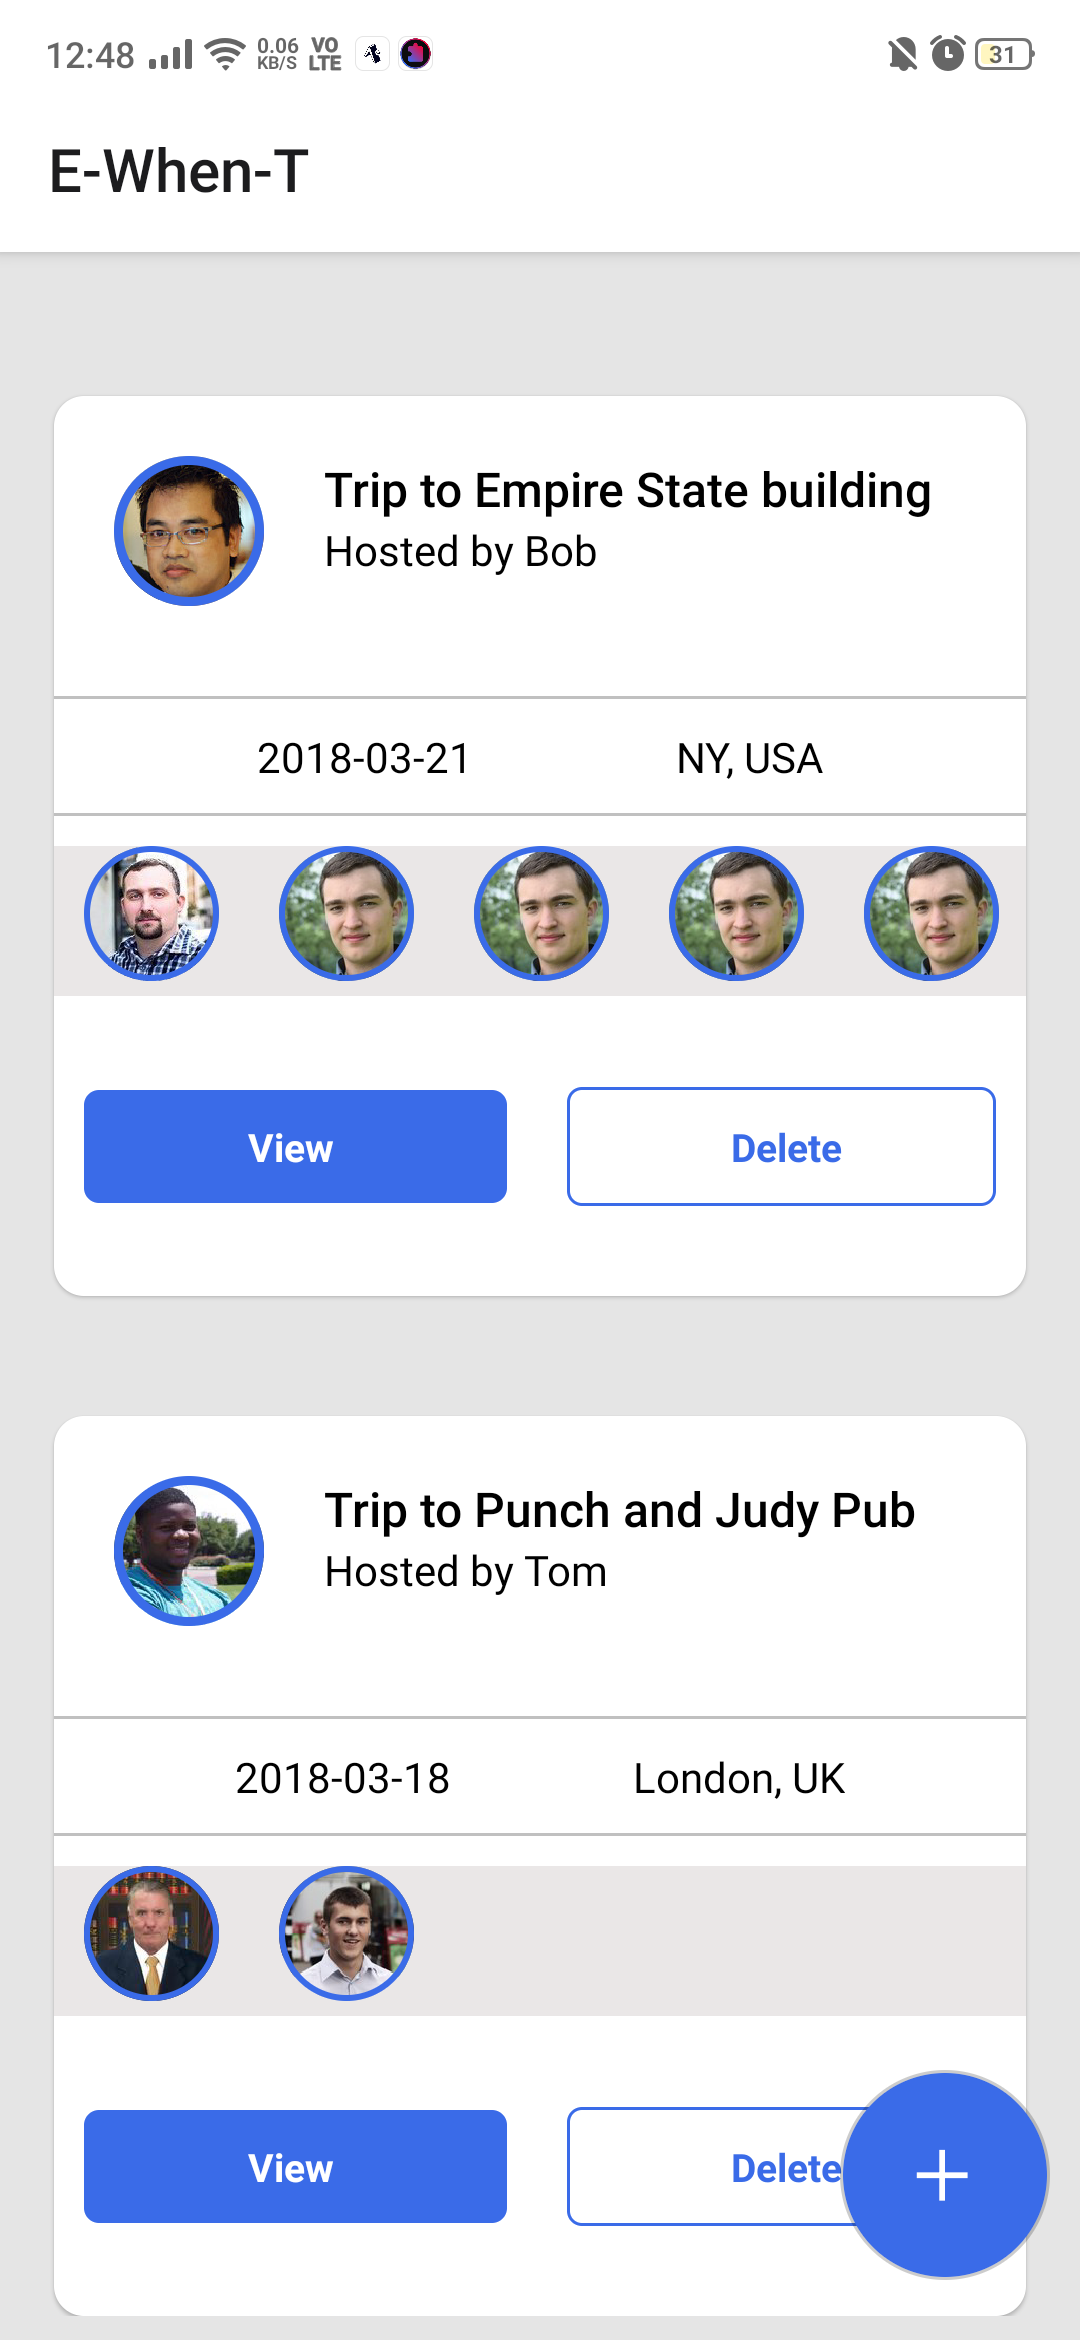 12:48 0.06 KB/S VO LTE 31
E-When-T
Trip to Empire State building
Hosted by Bob
2018-03-21 NY, USA
View Delete
Trip to Punch and Judy Pub
Hosted by Tom
2018-03-18 London, UK
View Delete